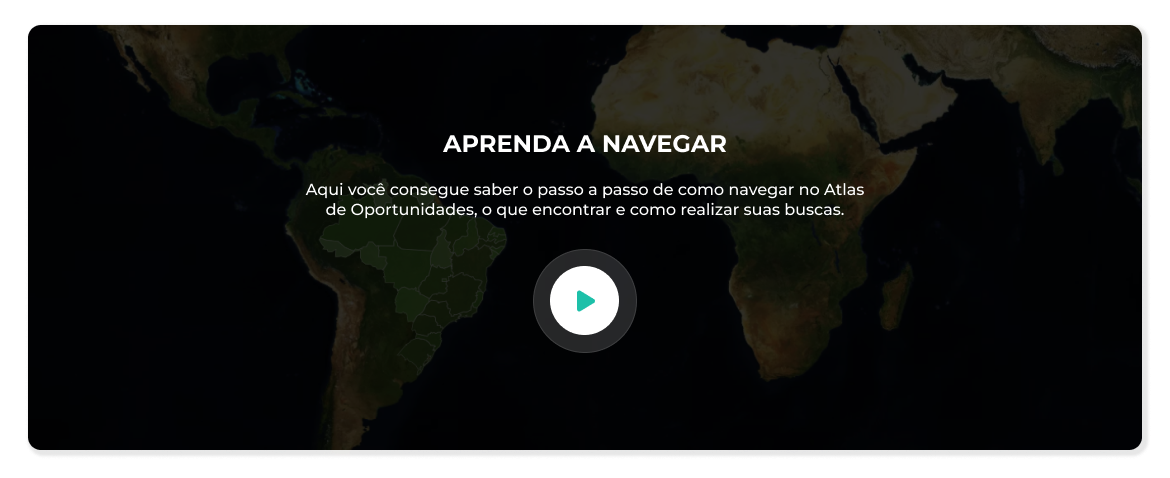 APRENDA A NAVEGAR
Aqui você consegue saber o passo a passo de como navegar no Atlas
de Oportunidades, o que encontrar e como realizar suas buscas.